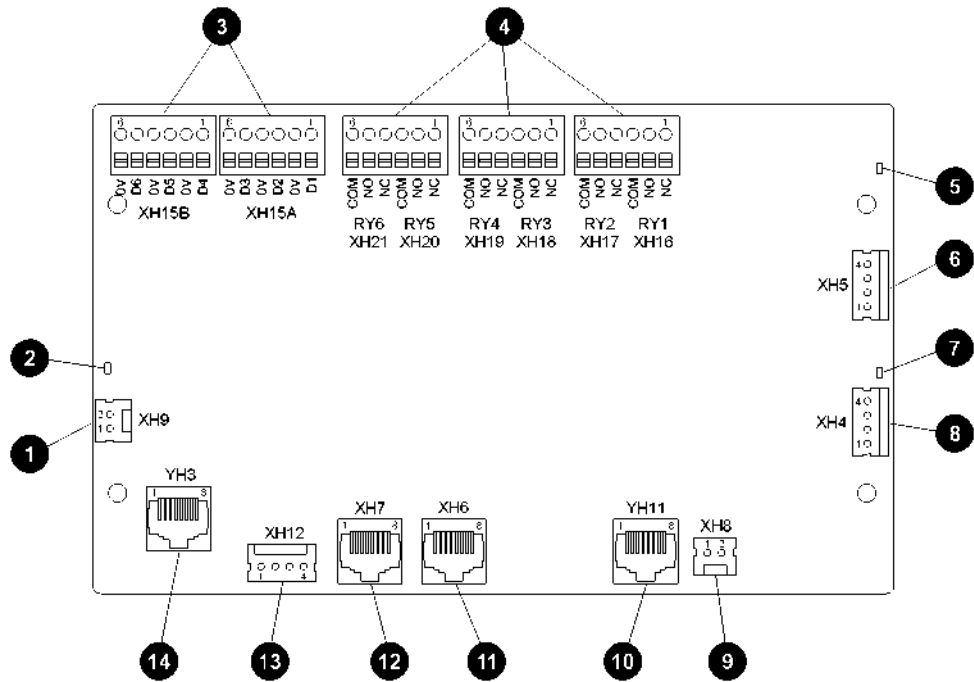 3 4
6 1 6 1 6 1 6 1 6 1
0V D6 0V D5 0V D4 0V D3 0V D2 0V D1 COM NO NC COM NO NC COM NO NC COM NO NC COM NO NC COM NO NC
XH15B XH15A
RY6 RY5 RY4 RY3 RY2 RY1
XH21 XH20 XH19 XH18 XH17 XH16
5
6
XH5
4
1
2
7
XH9
2
1
1
XH4
4
1
8
YH3
1 8
XH12
1 4
XH7
1 8
XH6
1 8
YH11
1 8
XH8
1 2
14 13 12 11 10 9